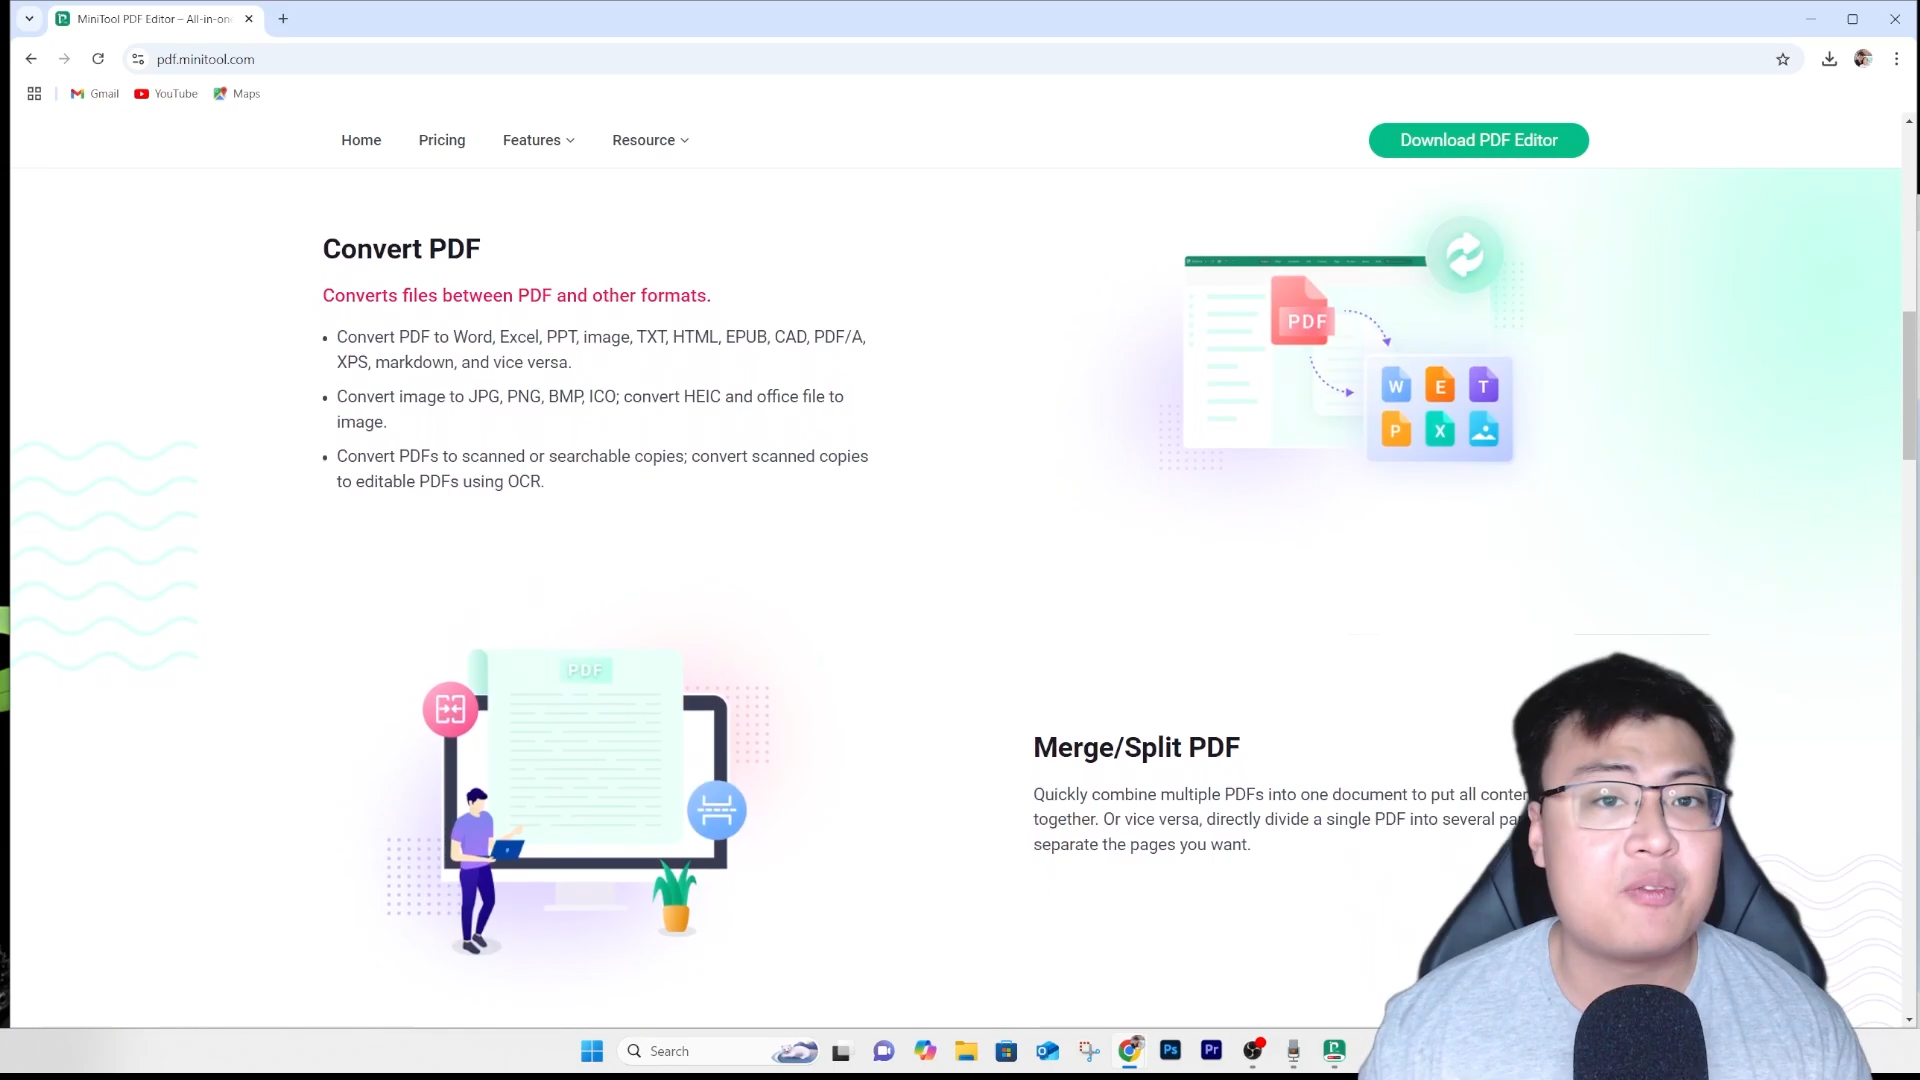 MiniTool PDF Editor – All-in-on
pdf.minitool.com
Gmail
YouTube
Maps
Home
Pricing
Features
Resource
Download PDF Editor
Convert PDF
Converts files between PDF and other formats.
• Convert PDF to Word, Excel, PPT, image, TXT, HTML, EPUB, CAD, PDF/A,
XPS, markdown, and vice versa.
• Convert image to JPG, PNG, BMP, ICO; convert HEIC and office file to
image.
• Convert PDFs to scanned or searchable copies; convert scanned copies
to editable PDFs using OCR.
PDF
W E T
P X
PDF
Merge/Split PDF
Quickly combine multiple PDFs into one document to put all conten
together. Or vice versa, directly divide a single PDF into several pa
separate the pages you want.
Search
Ps
Pr